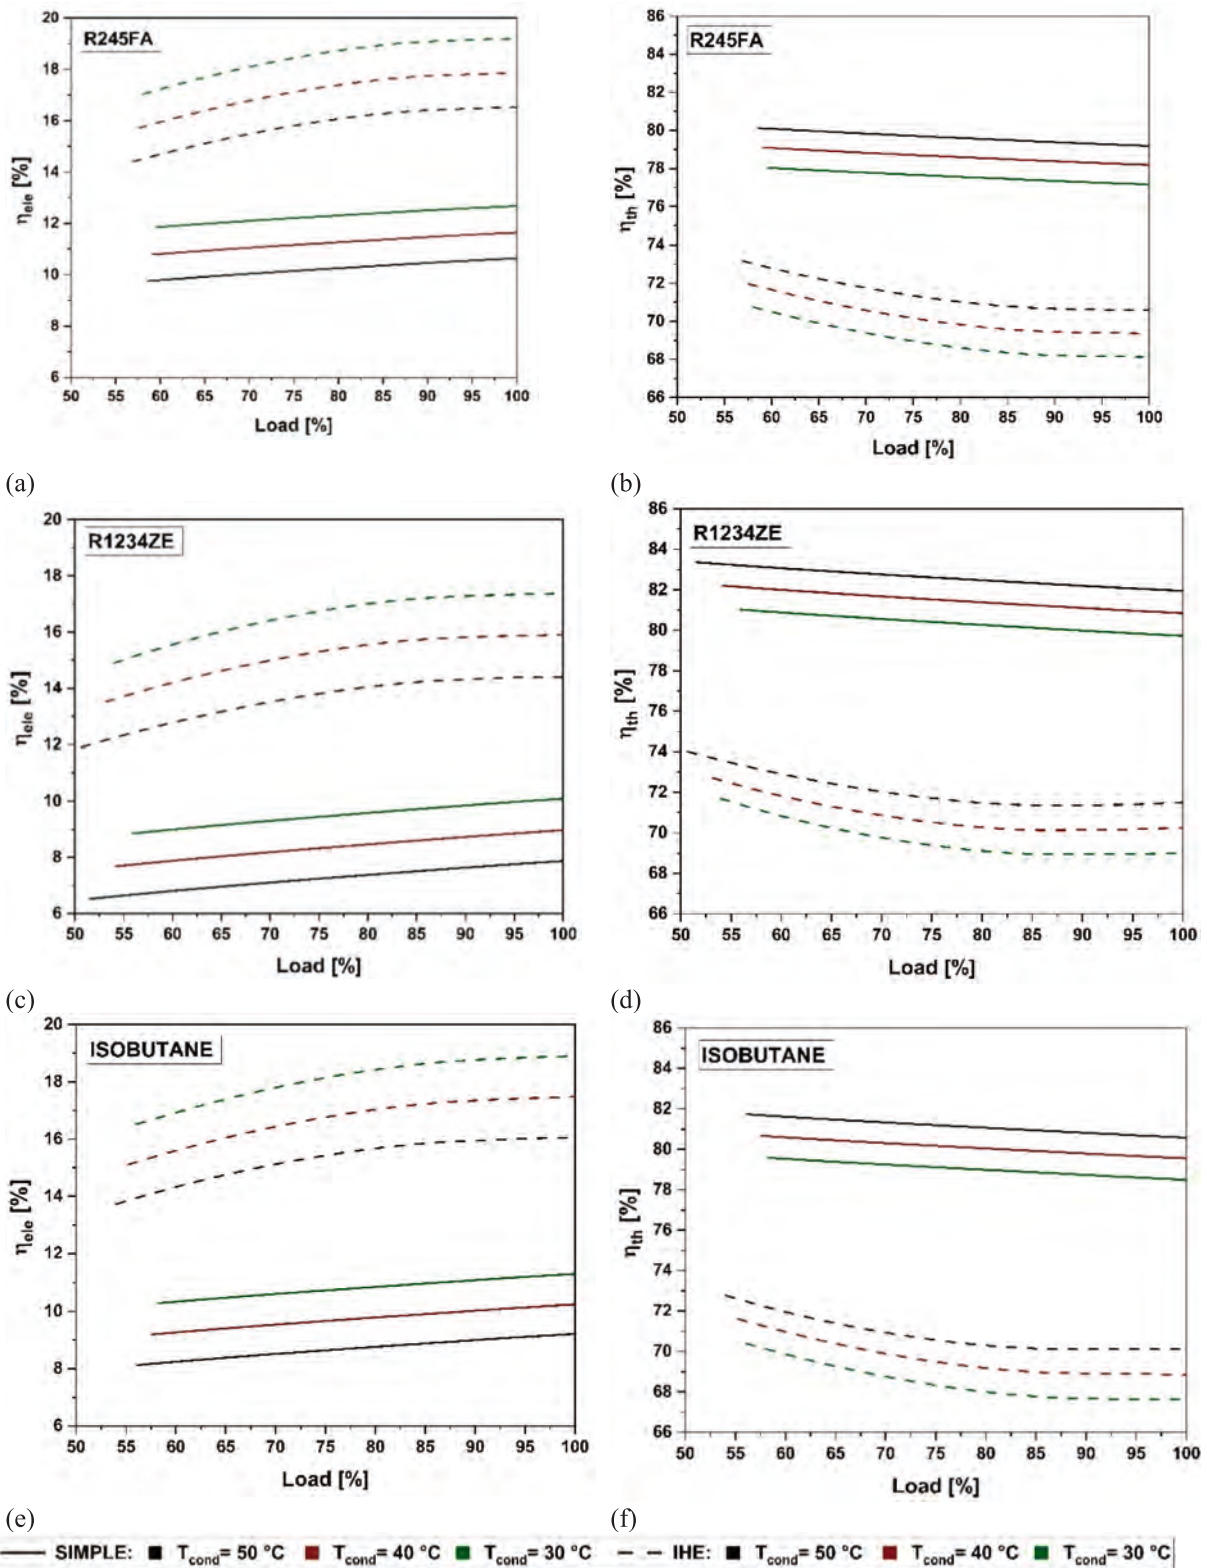 R245FA
η_ele [%]
20
18
16
14
12
10
8
6
50 55 60 65 70 75 80 85 90 95 100
Load [%]
(a)
R245FA
η_th [%]
86
84
82
80
78
76
74
72
70
68
66
50 55 60 65 70 75 80 85 90 95 100
Load [%]
(b)
R1234ZE
η_ele [%]
20
18
16
14
12
10
8
6
50 55 60 65 70 75 80 85 90 95 100
Load [%]
(c)
R1234ZE
η_th [%]
86
84
82
80
78
76
74
72
70
68
66
50 55 60 65 70 75 80 85 90 95 100
Load [%]
(d)
ISOBUTANE
η_ele [%]
20
18
16
14
12
10
8
6
50 55 60 65 70 75 80 85 90 95 100
Load [%]
(e)
ISOBUTANE
η_th [%]
86
84
82
80
78
76
74
72
70
68
66
50 55 60 65 70 75 80 85 90 95 100
Load [%]
(f)
SIMPLE: T_cond= 50 °C T_cond= 40 °C T_cond= 30 °C IHE: T_cond= 50 °C T_cond= 40 °C T_cond= 30 °C